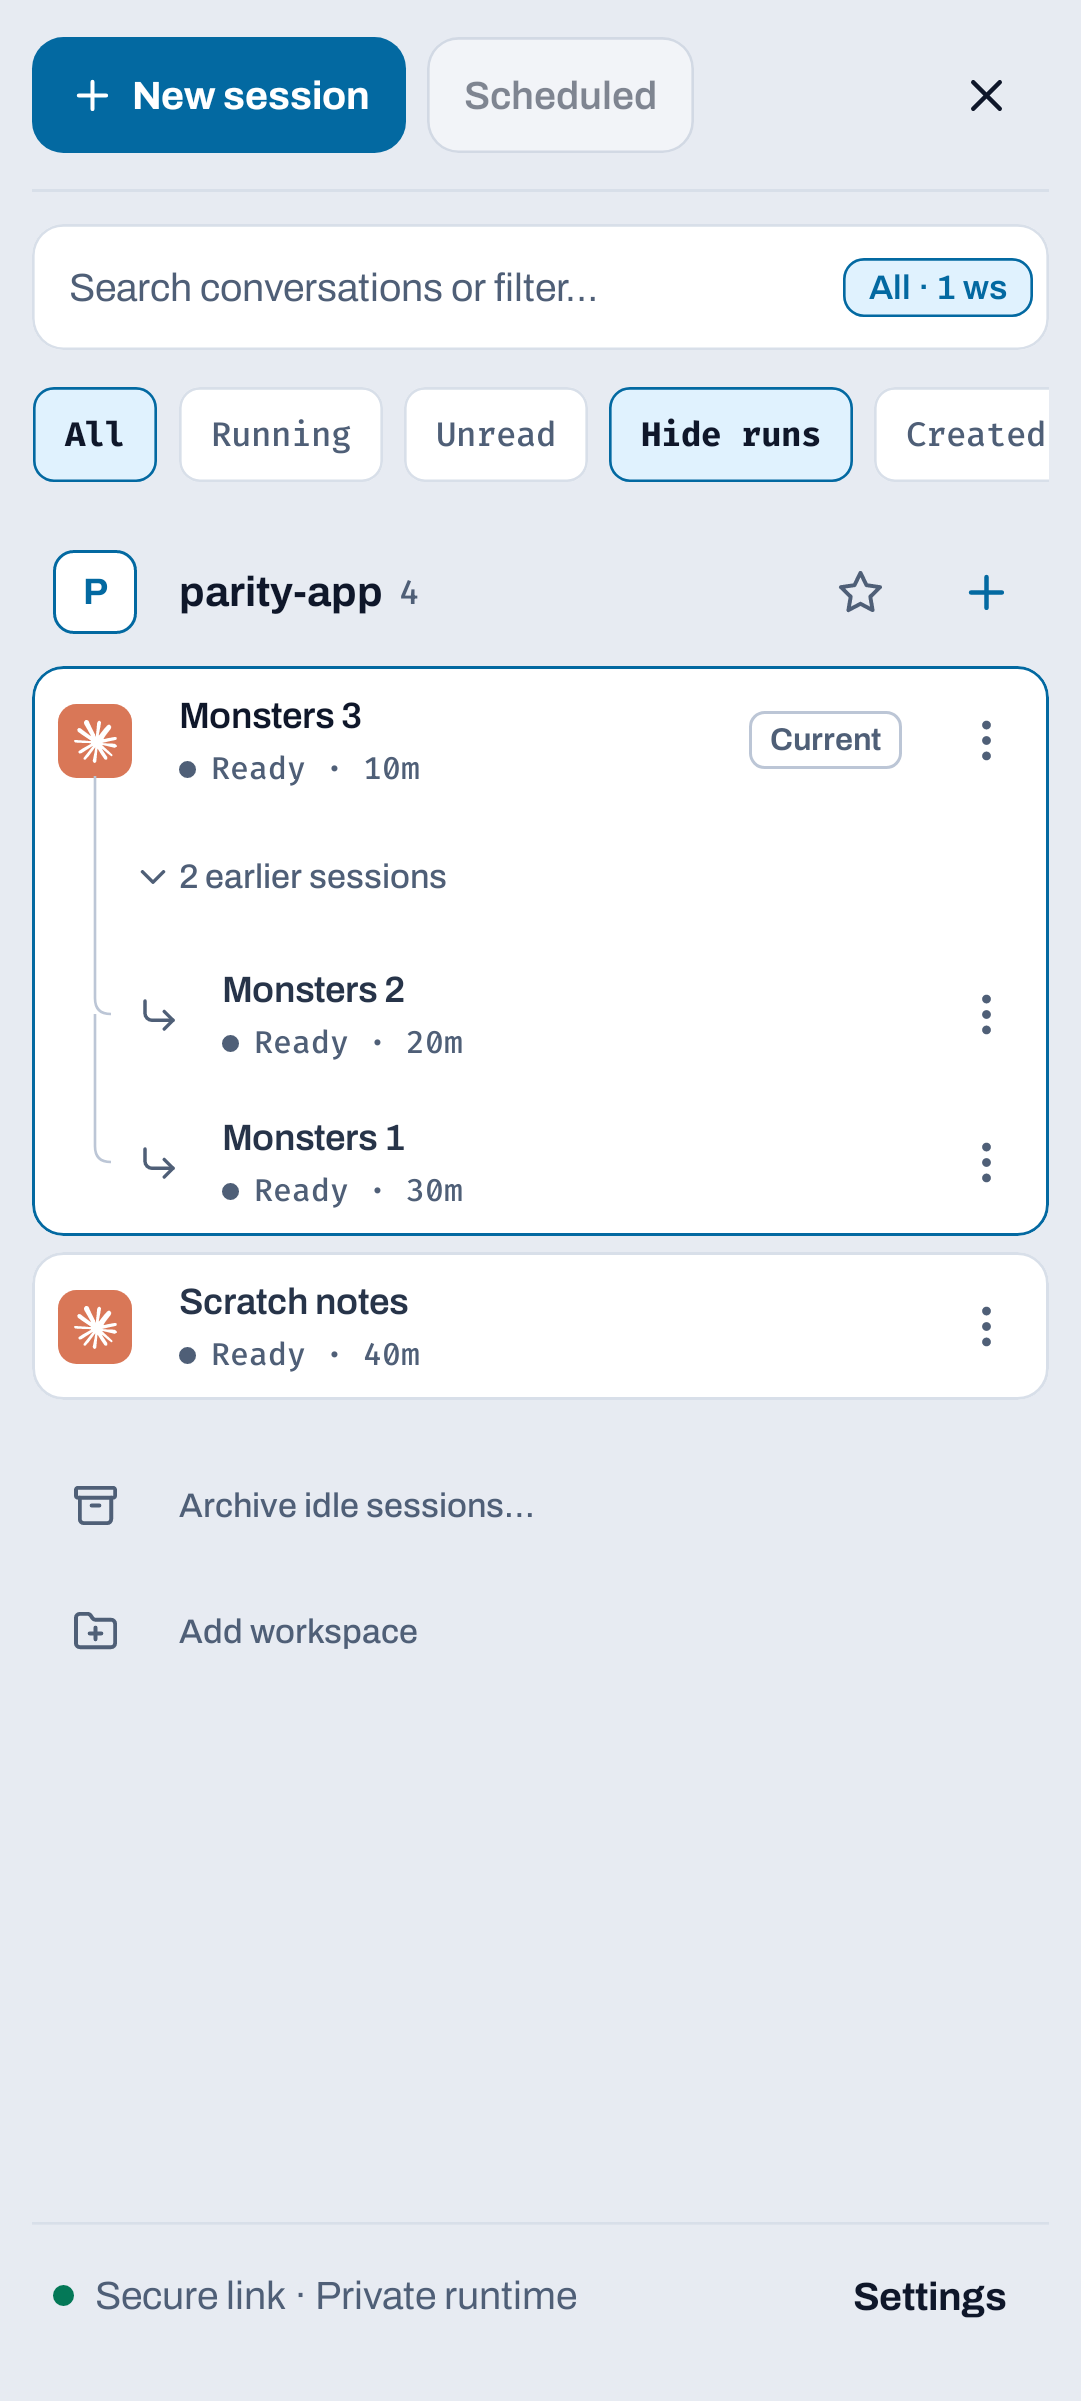 New session
Scheduled
Search conversations or filter...
All · 1 ws
All
Running
Unread
Hide runs
Created
P
parity-app 4
Monsters 3
Ready · 10m
Current
2 earlier sessions
Monsters 2
Ready · 20m
Monsters 1
Ready · 30m
Scratch notes
Ready · 40m
Archive idle sessions...
Add workspace
Secure link · Private runtime
Settings